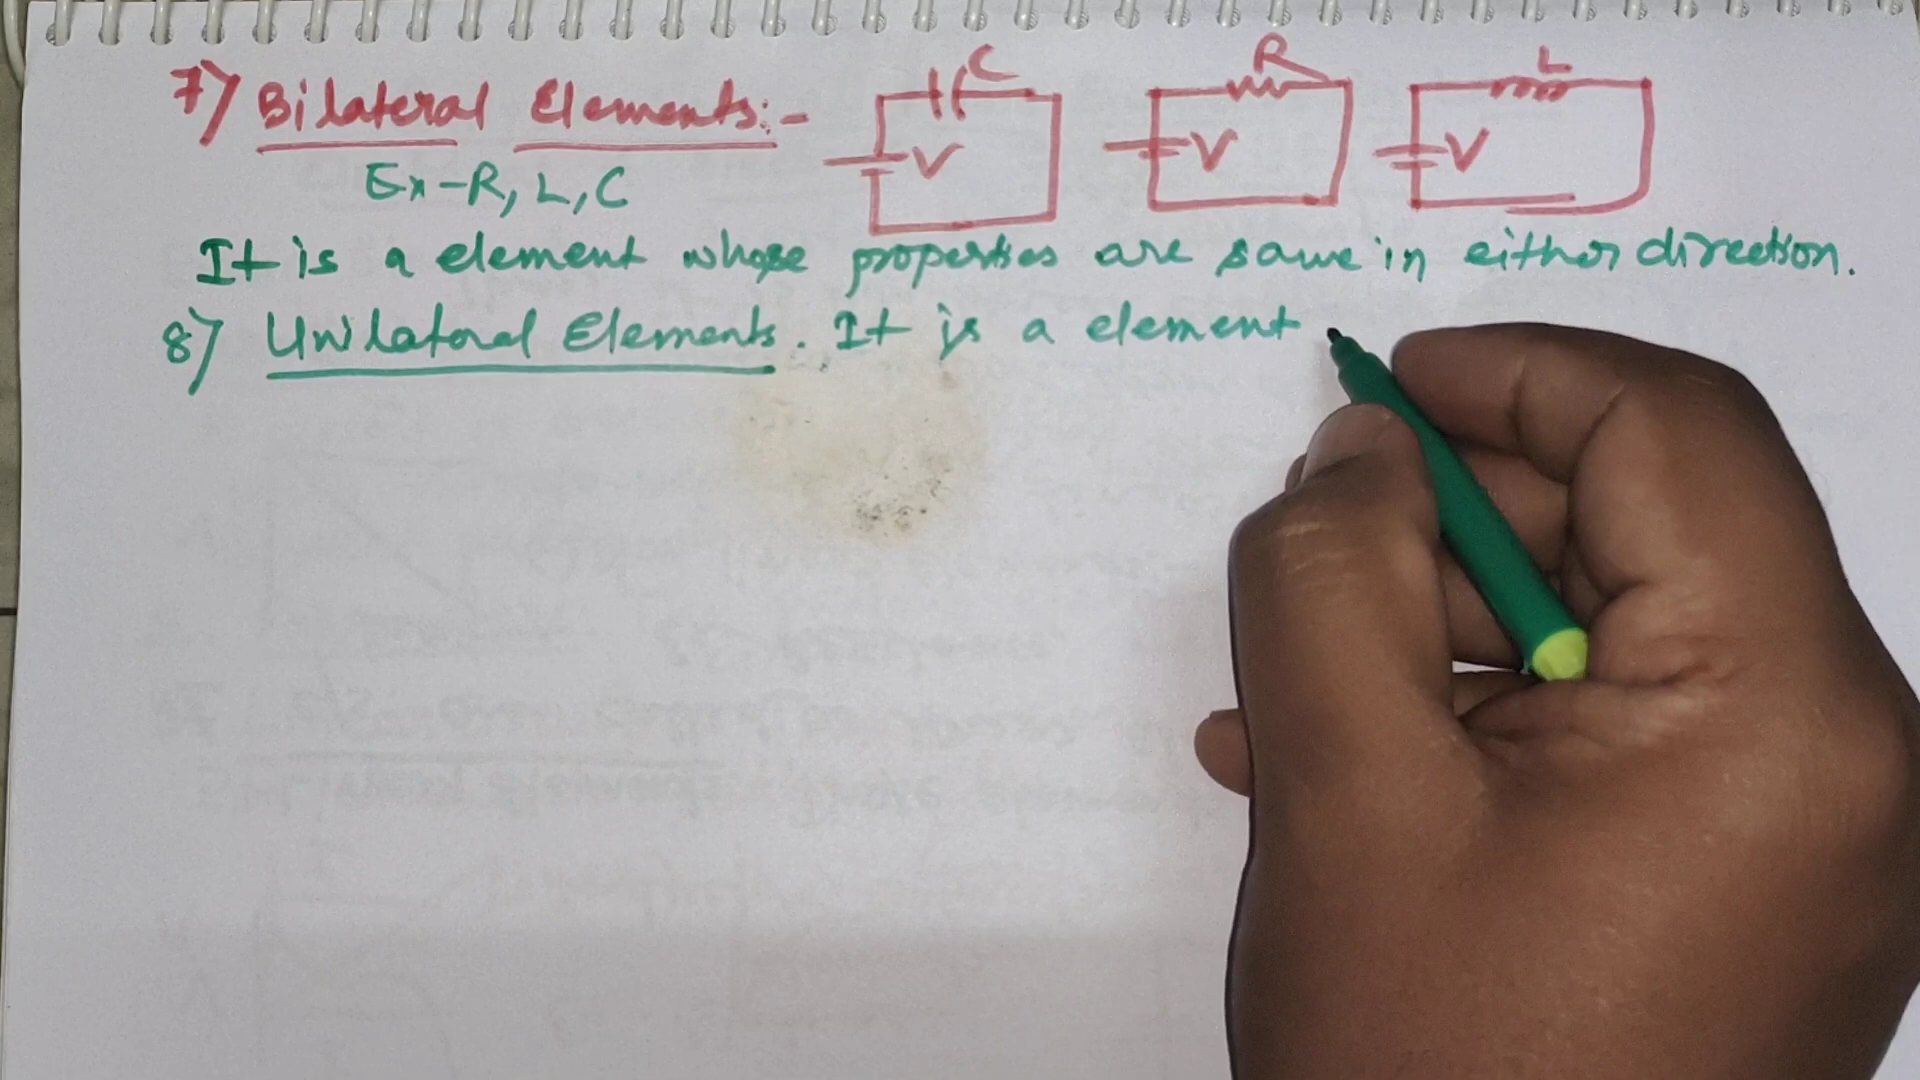 7) Bilateral Elements:-
C
R
L
V
V
V
Ex-R, L, C
It is a element whose properties are same in either direction.
8) Unilateral Elements. It is a element